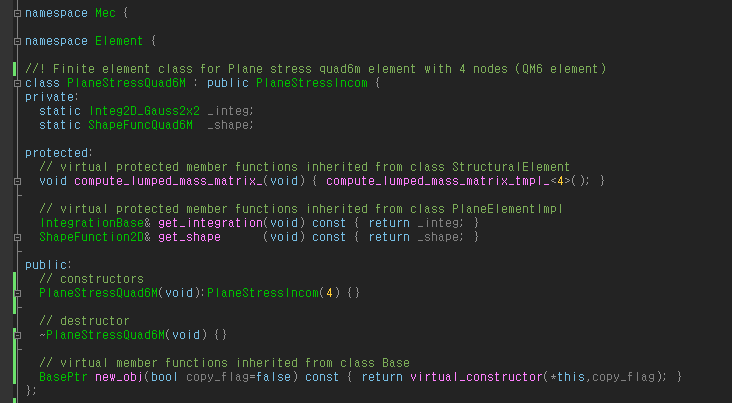 namespace Mec {
namespace Element {
//! Finite element class for Plane stress quad6m element with 4 nodes (QM6 element)
class PlaneStressQuad6M : public PlaneStressIncom {
private:
  static Integ2D_Gauss2x2 _integ;
  static ShapeFuncQuad6M  _shape;
protected:
  // virtual protected member functions inherited from class StructuralElement
  void compute_lumped_mass_matrix_(void) { compute_lumped_mass_matrix_tmpl_<4>(); }
  // virtual protected member functions inherited from class PlaneElementImpl
  IntegrationBase& get_integration(void) const { return _integ; }
  ShapeFunction2D& get_shape      (void) const { return _shape; }
public:
  // constructors
  PlaneStressQuad6M(void):PlaneStressIncom(4) {}
  // destructor
  ~PlaneStressQuad6M(void) {}
  // virtual member functions inherited from class Base
  BasePtr new_obj(bool copy_flag=false) const { return virtual_constructor(*this,copy_flag); }
};